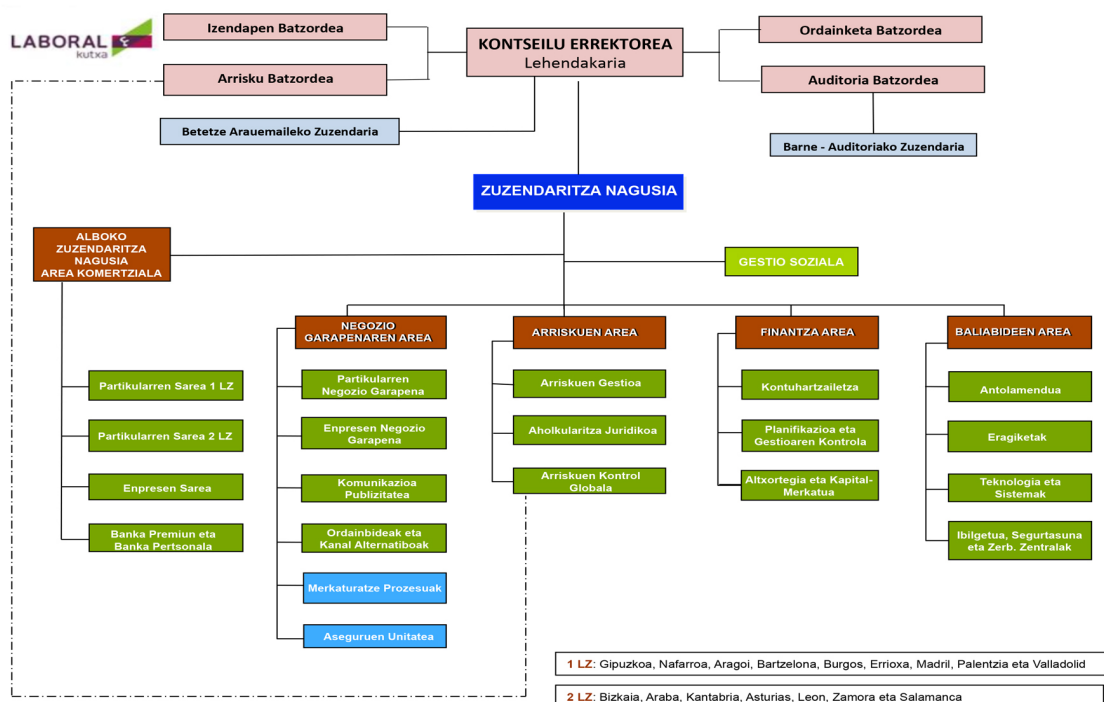 LABORAL
kutxa
Izendapen Batzordea
Arrisku Batzordea
KONTSEILU ERREKTOREA
Lehendakaria
Ordainketa Batzordea
Auditoria Batzordea
Betetze Arauemaileko Zuzendaria
Barne - Auditoriako Zuzendaria
ZUZENDARITZA NAGUSIA
ALBOKO
ZUZENDARITZA
NAGUSIA
AREA KOMERTZIALA
GESTIO SOZIALA
Partikularren Sarea 1 LZ
Partikularren Sarea 2 LZ
Enpresen Sarea
Banka Premiun eta
Banka Pertsonala
NEGOZIO
GARAPENAREN AREA
Partikularren
Negozio Garapena
Enpresen Negozio
Garapena
Komunikazioa
Publizitatea
Ordainbideak eta
Kanal Alternatiboak
Merkaturatze Prozesuak
Aseguruen Unitatea
ARRISKUEN AREA
Arriskuen Gestioa
Aholkularitza Juridikoa
Arriskuen Kontrol
Globala
FINANTZA AREA
Kontuhartzailetza
Planifikazioa eta
Gestioaren Kontrola
Altxortegia eta Kapital-
Merkatua
BALIABIDEEN AREA
Antolamendua
Eragiketak
Teknologia eta
Sistemak
Ibilgetua, Segurtasuna
eta Zerb. Zentralak
1 LZ: Gipuzkoa, Nafarroa, Aragoi, Bartzelona, Burgos, Errioxa, Madril, Palentzia eta Valladolid
2 LZ: Bizkaia, Araba, Kantabria, Asturias, Leon, Zamora eta Salamanca